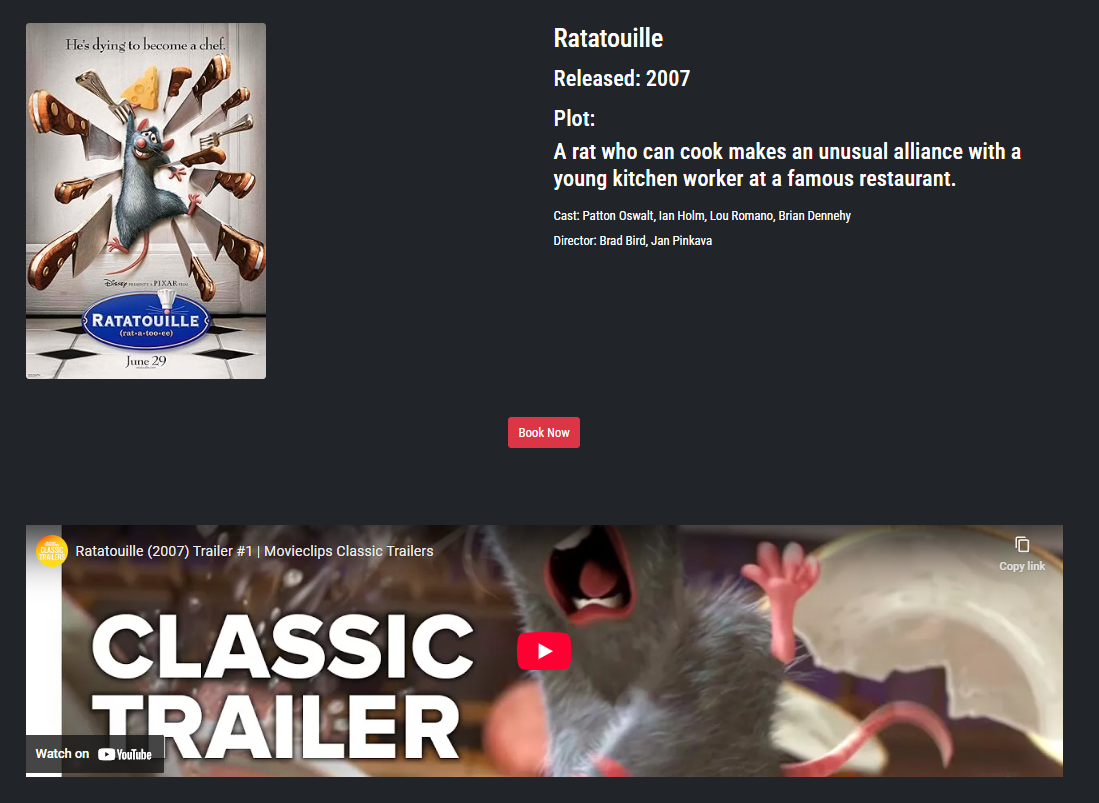 He's dying to become a chef.
DISNEY PRESENTS A PIXAR FILM
RATATOUILLE
(rat·a·too·ee)
June 29
Ratatouille
Released: 2007
Plot:
A rat who can cook makes an unusual alliance with a
young kitchen worker at a famous restaurant.
Cast: Patton Oswalt, Ian Holm, Lou Romano, Brian Dennehy
Director: Brad Bird, Jan Pinkava
Book Now
CLASSIC
TRAILERS
Ratatouille (2007) Trailer #1 | Movieclips Classic Trailers
Copy link
CLASSIC
TRAILER
Watch on YouTube